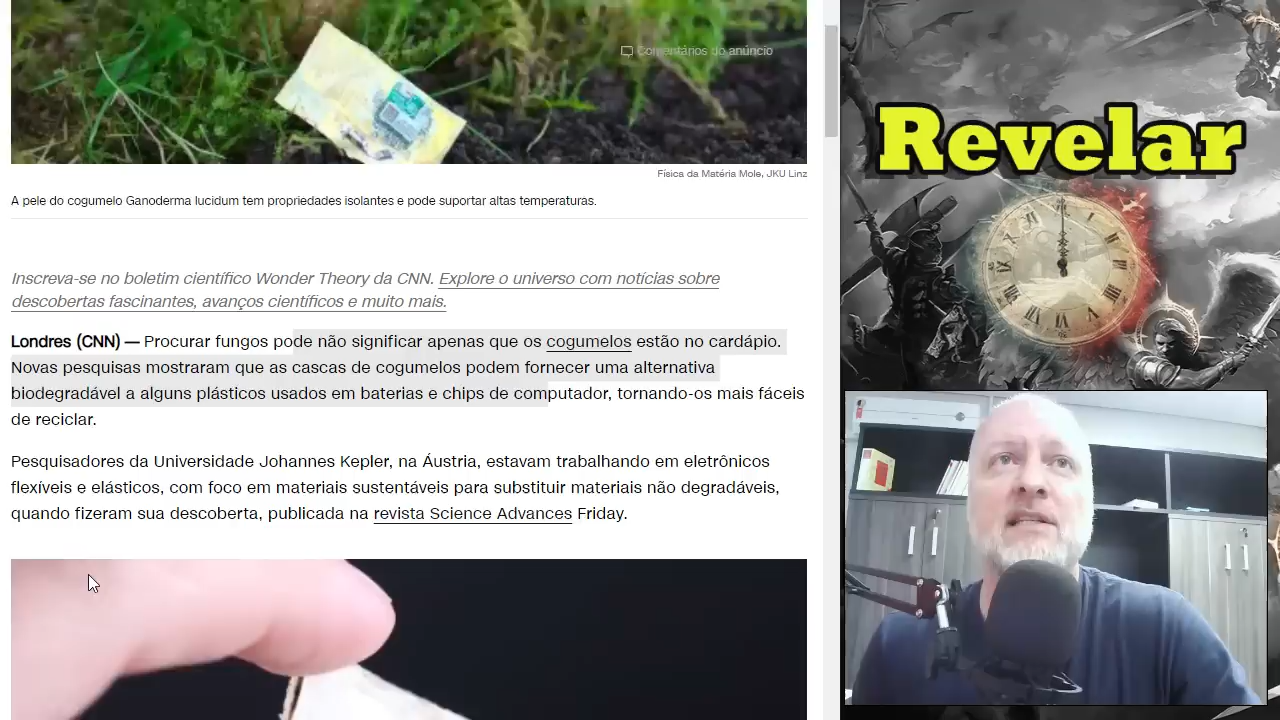 Comentários do anúncio
Revelar
Física da Matéria Mole, JKU Linz
A pele do cogumelo Ganoderma lucidum tem propriedades isolantes e pode suportar altas temperaturas.
Inscreva-se no boletim científico Wonder Theory da CNN. Explore o universo com notícias sobre
descobertas fascinantes, avanços científicos e muito mais.
Londres (CNN) — Procurar fungos pode não significar apenas que os cogumelos estão no cardápio.
Novas pesquisas mostraram que as cascas de cogumelos podem fornecer uma alternativa
biodegradável a alguns plásticos usados em baterias e chips de computador, tornando-os mais fáceis
de reciclar.
Pesquisadores da Universidade Johannes Kepler, na Áustria, estavam trabalhando em eletrônicos
flexíveis e elásticos, com foco em materiais sustentáveis para substituir materiais não degradáveis,
quando fizeram sua descoberta, publicada na revista Science Advances Friday.